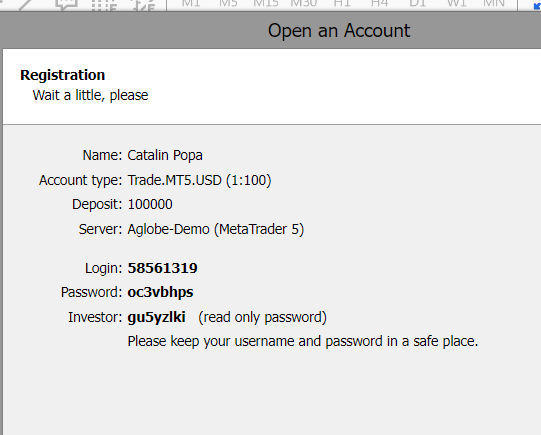 M1 M5 M15 M30 H1 H4 D1 W1 MN
Open an Account
Registration
Wait a little, please
Name: Catalin Popa
Account type: Trade.MT5.USD (1:100)
Deposit: 100000
Server: Aglobe-Demo (MetaTrader 5)
Login: 58561319
Password: oc3vbhps
Investor: gu5yzlki (read only password)
Please keep your username and password in a safe place.